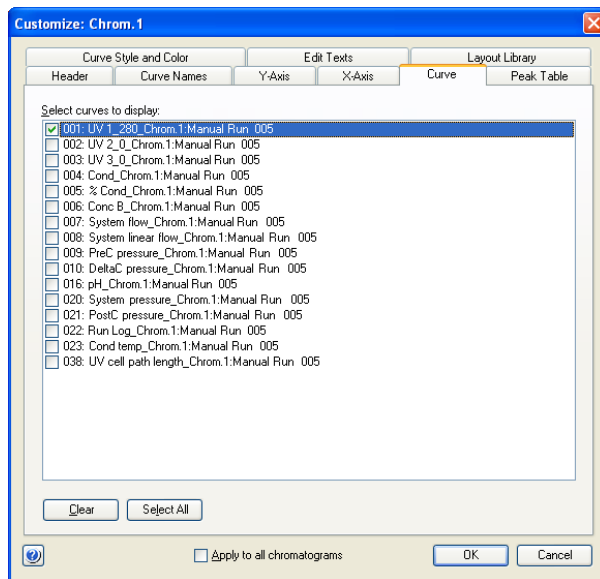 Customize: Chrom.1
Curve Style and Color
Edit Texts
Layout Library
Header
Curve Names
Y-Axis
X-Axis
Curve
Peak Table
Select curves to display:
001: UV 1_280_Chrom.1:Manual Run 005
002: UV 2_0_Chrom.1:Manual Run 005
003: UV 3_0_Chrom.1:Manual Run 005
004: Cond_Chrom.1:Manual Run 005
005: % Cond_Chrom.1:Manual Run 005
006: Conc B_Chrom.1:Manual Run 005
007: System flow_Chrom.1:Manual Run 005
008: System linear flow_Chrom.1:Manual Run 005
009: PreC pressure_Chrom.1:Manual Run 005
010: DeltaC pressure_Chrom.1:Manual Run 005
016: pH_Chrom.1:Manual Run 005
020: System pressure_Chrom.1:Manual Run 005
021: PostC pressure_Chrom.1:Manual Run 005
022: Run Log_Chrom.1:Manual Run 005
023: Cond temp_Chrom.1:Manual Run 005
038: UV cell path length_Chrom.1:Manual Run 005
Clear
Select All
?
Apply to all chromatograms
OK
Cancel